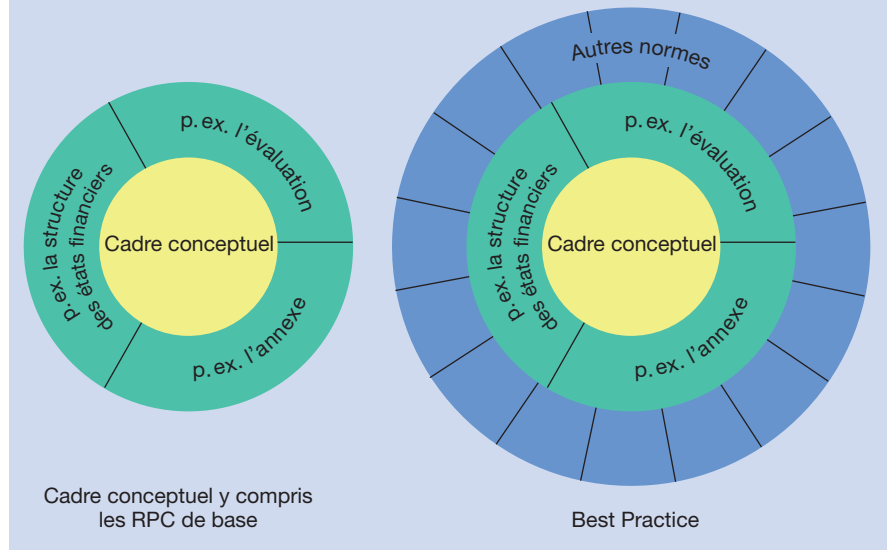 p. ex. l'évaluation
p. ex. la structure
des états financiers
Cadre conceptuel
p. ex. l'annexe
Cadre conceptuel y compris
les RPC de base
Autres normes
p. ex. l'évaluation
p. ex. la structure
des états financiers
Cadre conceptuel
p. ex. l'annexe
Best Practice